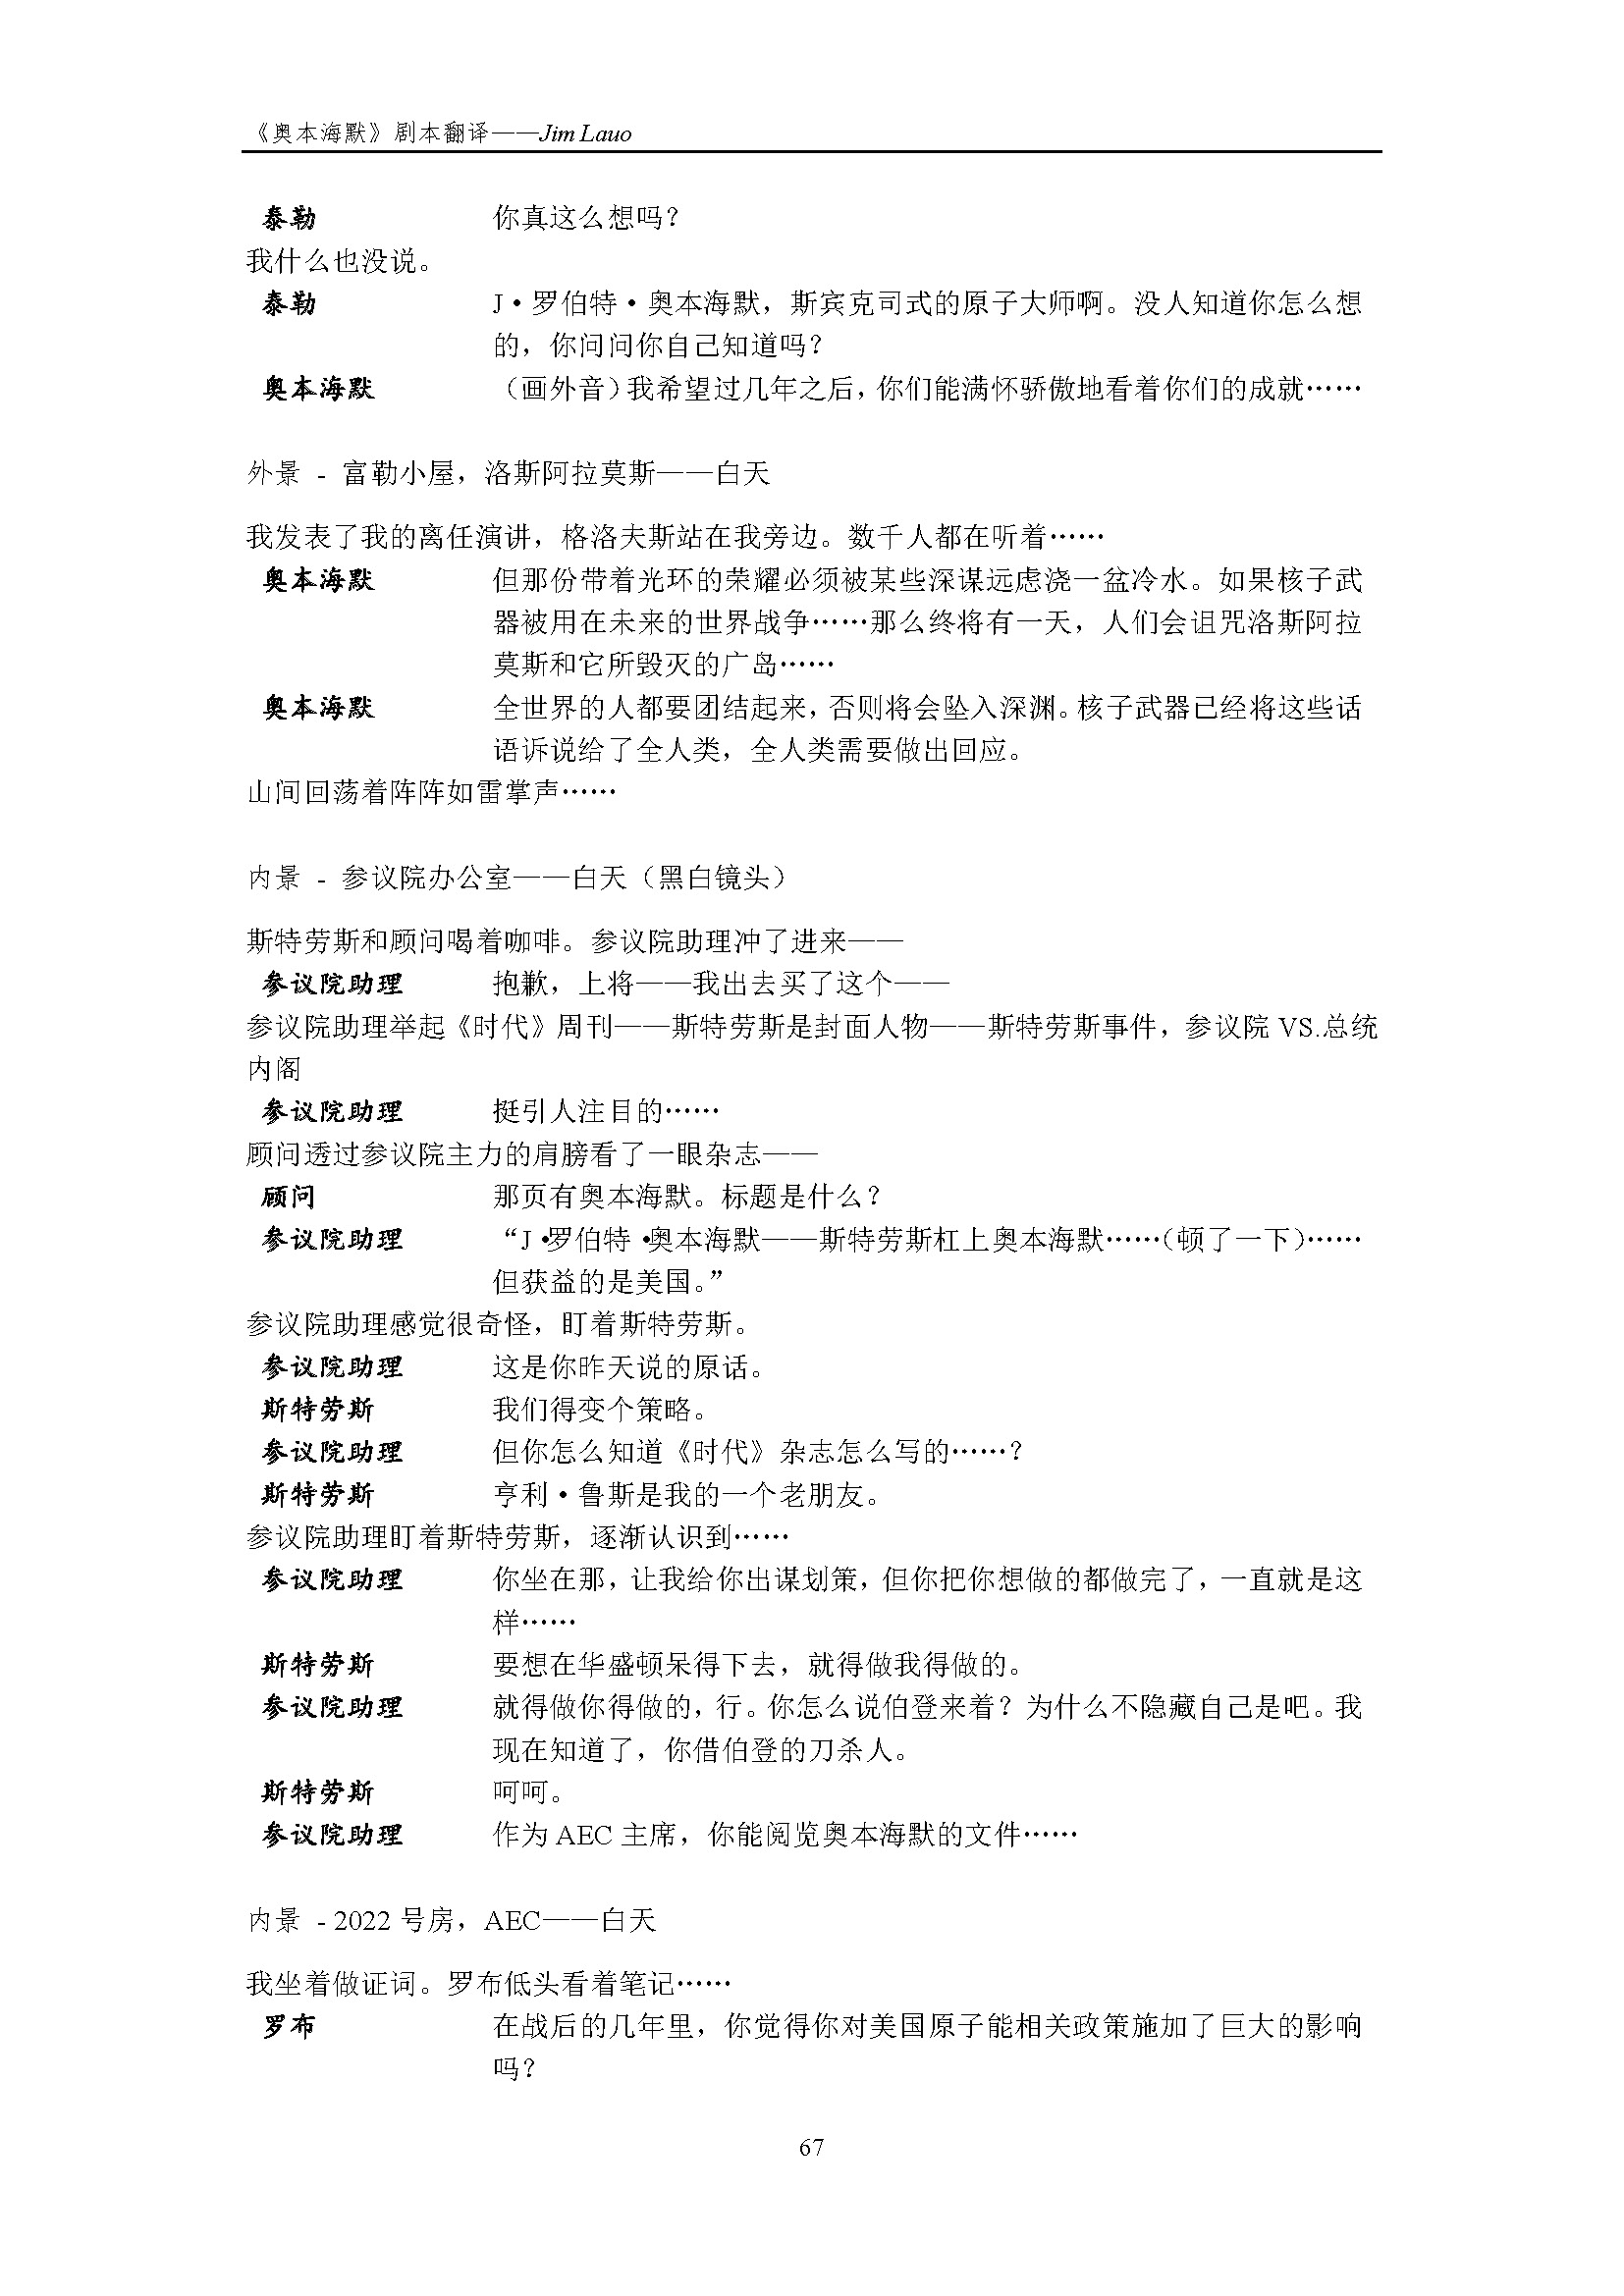 《奥本海默》剧本翻译——Jim Lauo
泰勒 你真这么想吗？
我什么也没说。
泰勒 J·罗伯特·奥本海默，斯宾克司式的原子大师啊。没人知道你怎么想
的，你问问你自己知道吗？
奥本海默 （画外音）我希望过几年之后，你们能满怀骄傲地看着你们的成就……
外景 - 富勒小屋，洛斯阿拉莫斯——白天
我发表了我的离任演讲，格洛夫斯站在我旁边。数千人都在听着……
奥本海默 但那份带着光环的荣耀必须被某些深谋远虑浇一盆冷水。如果核子武
器被用在未来的世界战争……那么终将有一天，人们会诅咒洛斯阿拉
莫斯和它所毁灭的广岛……
奥本海默 全世界的人都要团结起来，否则将会坠入深渊。核子武器已经将这些话
语诉说给了全人类，全人类需要做出回应。
山间回荡着阵阵如雷掌声……
内景 - 参议院办公室——白天（黑白镜头）
斯特劳斯和顾问喝着咖啡。参议院助理冲了进来——
参议院助理 抱歉，上将——我出去买了这个——
参议院助理举起《时代》周刊——斯特劳斯是封面人物——斯特劳斯事件，参议院 VS.总统
内阁
参议院助理 挺引人注目的……
顾问透过参议院主力的肩膀看了一眼杂志——
顾问 那页有奥本海默。标题是什么？
参议院助理 “J·罗伯特·奥本海默——斯特劳斯杠上奥本海默……（顿了一下）……
但获益的是美国。”
参议院助理感觉很奇怪，盯着斯特劳斯。
参议院助理 这是你昨天说的原话。
斯特劳斯 我们得变个策略。
参议院助理 但你怎么知道《时代》杂志怎么写的……？
斯特劳斯 亨利·鲁斯是我的一个老朋友。
参议院助理盯着斯特劳斯，逐渐认识到……
参议院助理 你坐在那，让我给你出谋划策，但你把你想做的都做完了，一直就是这
样……
斯特劳斯 要想在华盛顿呆得下去，就得做我得做的。
参议院助理 就得做你得做的，行。你怎么说伯登来着？为什么不隐藏自己是吧。我
现在知道了，你借伯登的刀杀人。
斯特劳斯 呵呵。
参议院助理 作为 AEC 主席，你能阅览奥本海默的文件……
内景 - 2022 号房，AEC——白天
我坐着做证词。罗布低头看着笔记……
罗布 在战后的几年里，你觉得你对美国原子能相关政策施加了巨大的影响
吗？
67